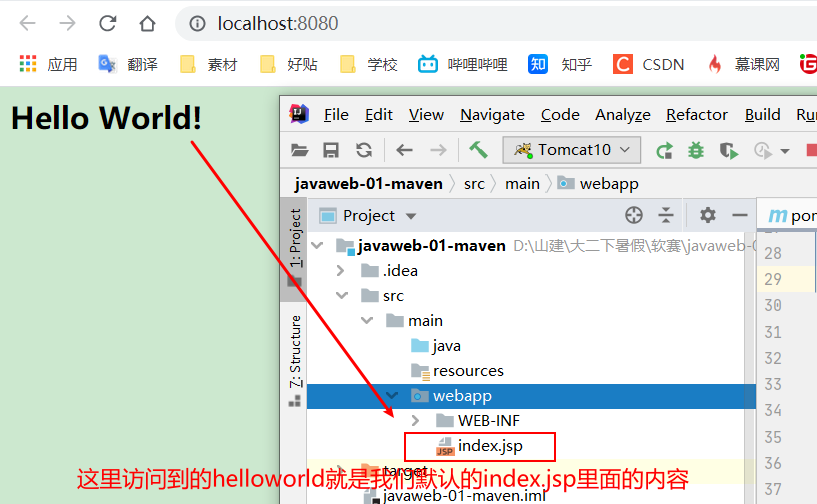 localhost:8080
应用 翻译 素材 好贴 学校 哔哩哔哩 知 知乎 C CSDN 慕课网
Hello World!
File Edit View Navigate Code Analyze Refactor Build
Tomcat10
javaweb-01-maven src main webapp
1: Project
Project
javaweb-01-maven D:\山建\大二下暑假\软赛\javaweb-
28
.idea
29
src
30
main
31
7: Structure
java
32
resources
33
webapp
34
WEB-INF
35
JSP index.jsp
36
target
这里访问到的helloworld就是我们默认的index.jsp里面的内容
javaweb-01-maven.iml
37